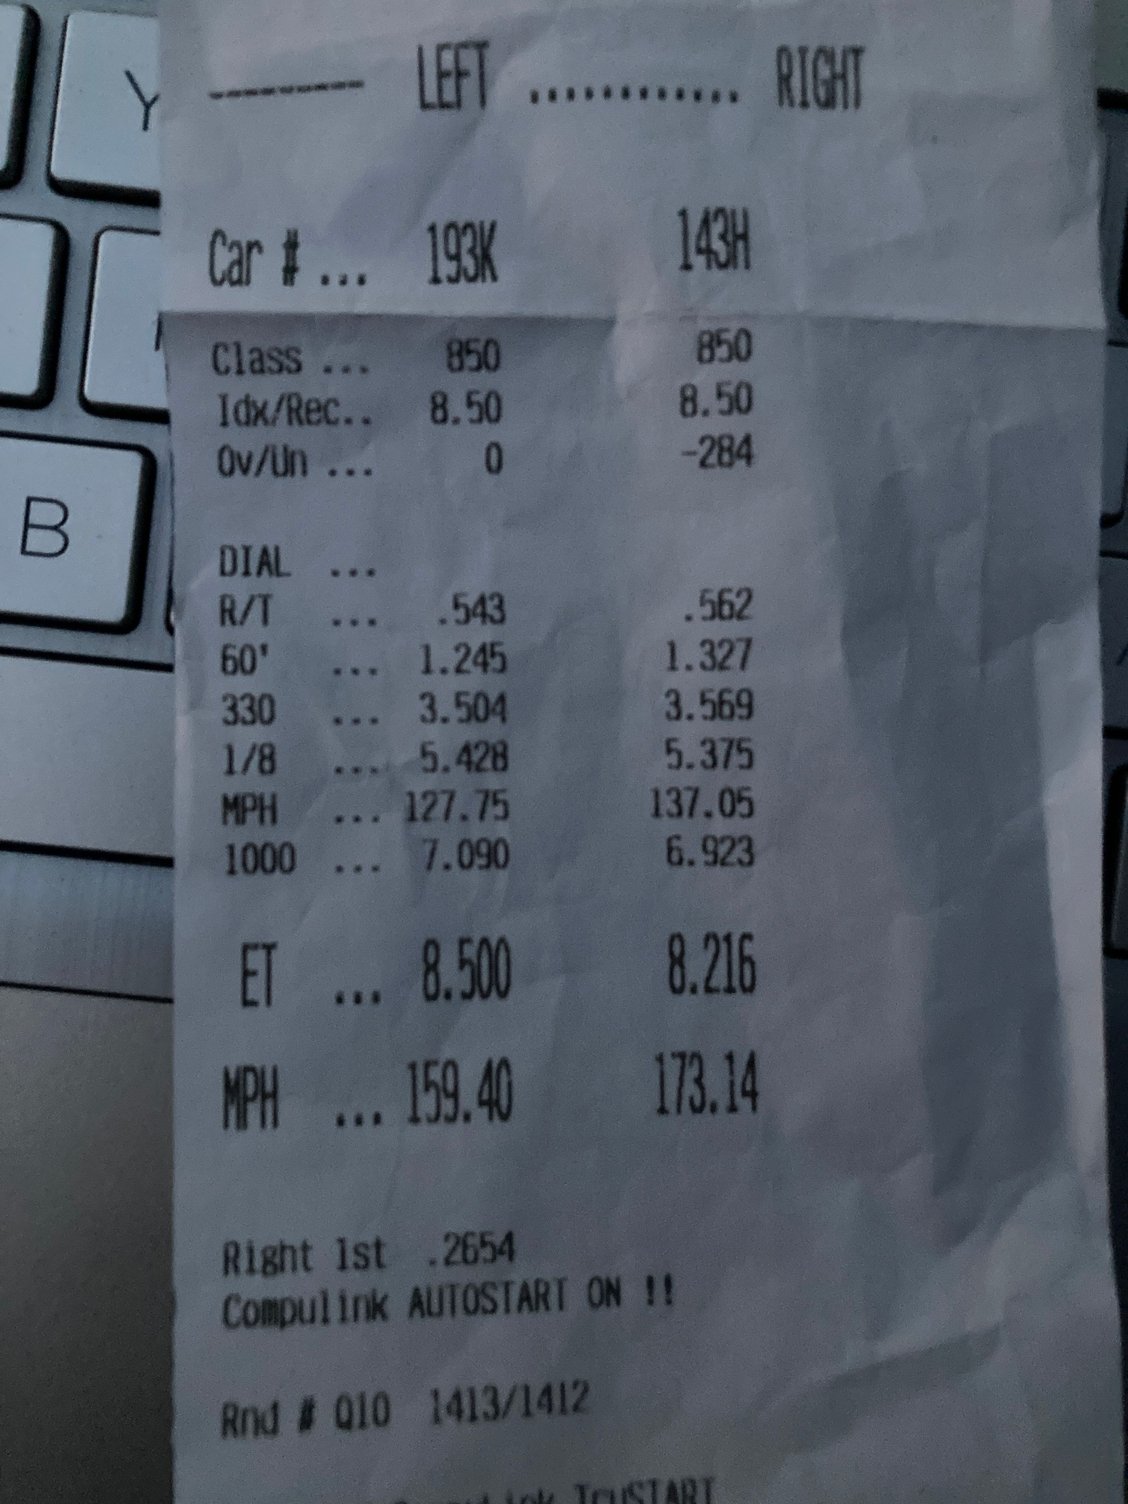 ------- LEFT ............ RIGHT
Car # ... 193K 143H
Class ... 850 850
Idx/Rec.. 8.50 8.50
Ov/Un ... 0 -284
DIAL ...
R/T ... .543 .562
60' ... 1.245 1.327
330 ... 3.504 3.569
1/8 ... 5.428 5.375
MPH ... 127.75 137.05
1000 ... 7.090 6.923
ET ... 8.500 8.216
MPH ... 159.40 173.14
Right 1st .2654
Compulink AUTOSTART ON !!
Rnd # Q10 1413/1412
Y
B